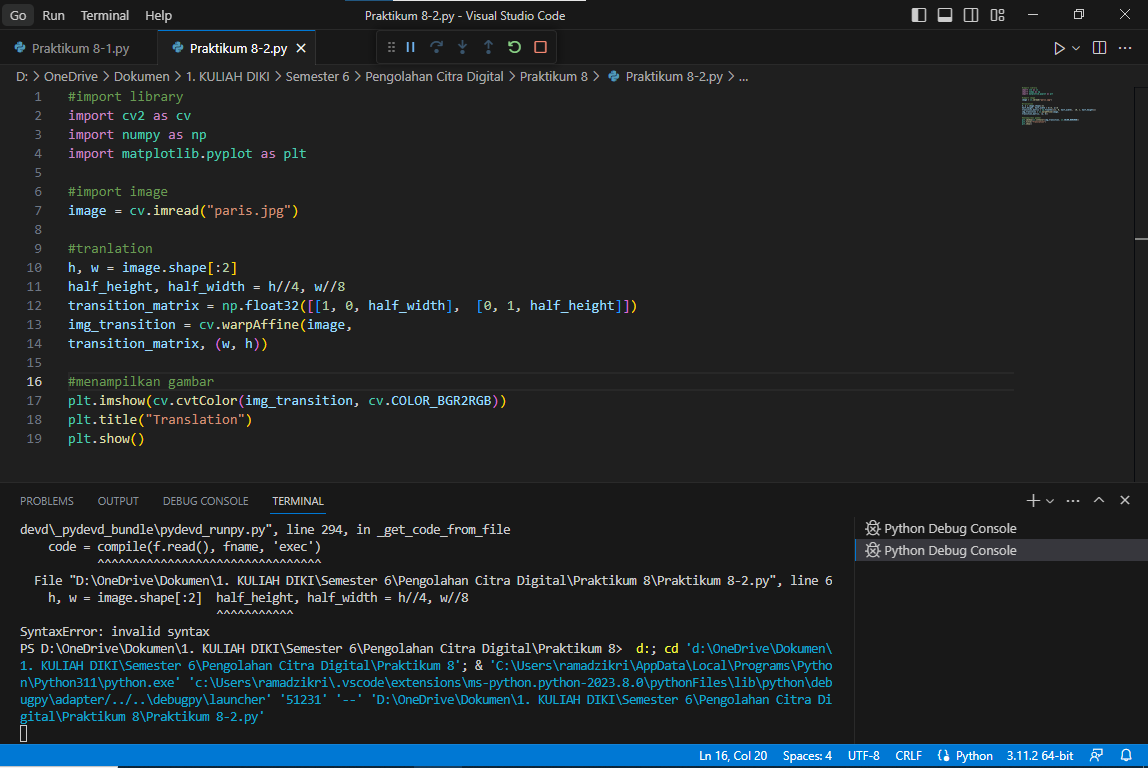 Go Run Terminal Help Praktikum 8-2.py - Visual Studio Code
Praktikum 8-1.py Praktikum 8-2.py
D: > OneDrive > Dokumen > 1. KULIAH DIKI > Semester 6 > Pengolahan Citra Digital > Praktikum 8 > Praktikum 8-2.py > ...
1 #import library
2 import cv2 as cv
3 import numpy as np
4 import matplotlib.pyplot as plt
5
6 #import image
7 image = cv.imread("paris.jpg")
8
9 #tranlation
10 h, w = image.shape[:2]
11 half_height, half_width = h//4, w//8
12 transition_matrix = np.float32([[1, 0, half_width],  [0, 1, half_height]])
13 img_transition = cv.warpAffine(image,
14 transition_matrix, (w, h))
15
16 #menampilkan gambar
17 plt.imshow(cv.cvtColor(img_transition, cv.COLOR_BGR2RGB))
18 plt.title("Translation")
19 plt.show()
PROBLEMS OUTPUT DEBUG CONSOLE TERMINAL
devd\_pydevd_bundle\pydevd_runpy.py", line 294, in _get_code_from_file
code = compile(f.read(), fname, 'exec')
^^^^^^^^^^^^^^^^^^^^^^^^^^^^^
File "D:\OneDrive\Dokumen\1. KULIAH DIKI\Semester 6\Pengolahan Citra Digital\Praktikum 8\Praktikum 8-2.py", line 6
h, w = image.shape[:2]  half_height, half_width = h//4, w//8
^^^^^^^^^^^
SyntaxError: invalid syntax
PS D:\OneDrive\Dokumen\1. KULIAH DIKI\Semester 6\Pengolahan Citra Digital\Praktikum 8>  d:; cd 'd:\OneDrive\Dokumen\
1. KULIAH DIKI\Semester 6\Pengolahan Citra Digital\Praktikum 8'; & 'C:\Users\ramadzikri\AppData\Local\Programs\Pytho
n\Python311\python.exe' 'c:\Users\ramadzikri\.vscode\extensions\ms-python.python-2023.8.0\pythonFiles\lib\python\deb
ugpy\adapter/../..\debugpy\launcher' '51231' '--' 'D:\OneDrive\Dokumen\1. KULIAH DIKI\Semester 6\Pengolahan Citra Di
gital\Praktikum 8\Praktikum 8-2.py'
Python Debug Console
Python Debug Console
Ln 16, Col 20 Spaces: 4 UTF-8 CRLF Python 3.11.2 64-bit